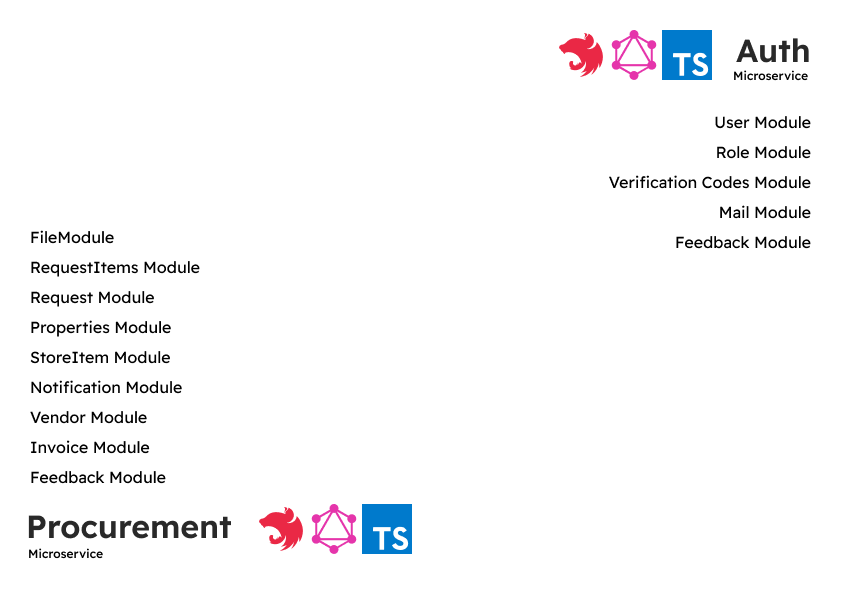 TS
Auth
Microservice
User Module
Role Module
Verification Codes Module
Mail Module
Feedback Module
FileModule
RequestItems Module
Request Module
Properties Module
StoreItem Module
Notification Module
Vendor Module
Invoice Module
Feedback Module
Procurement
Microservice
TS